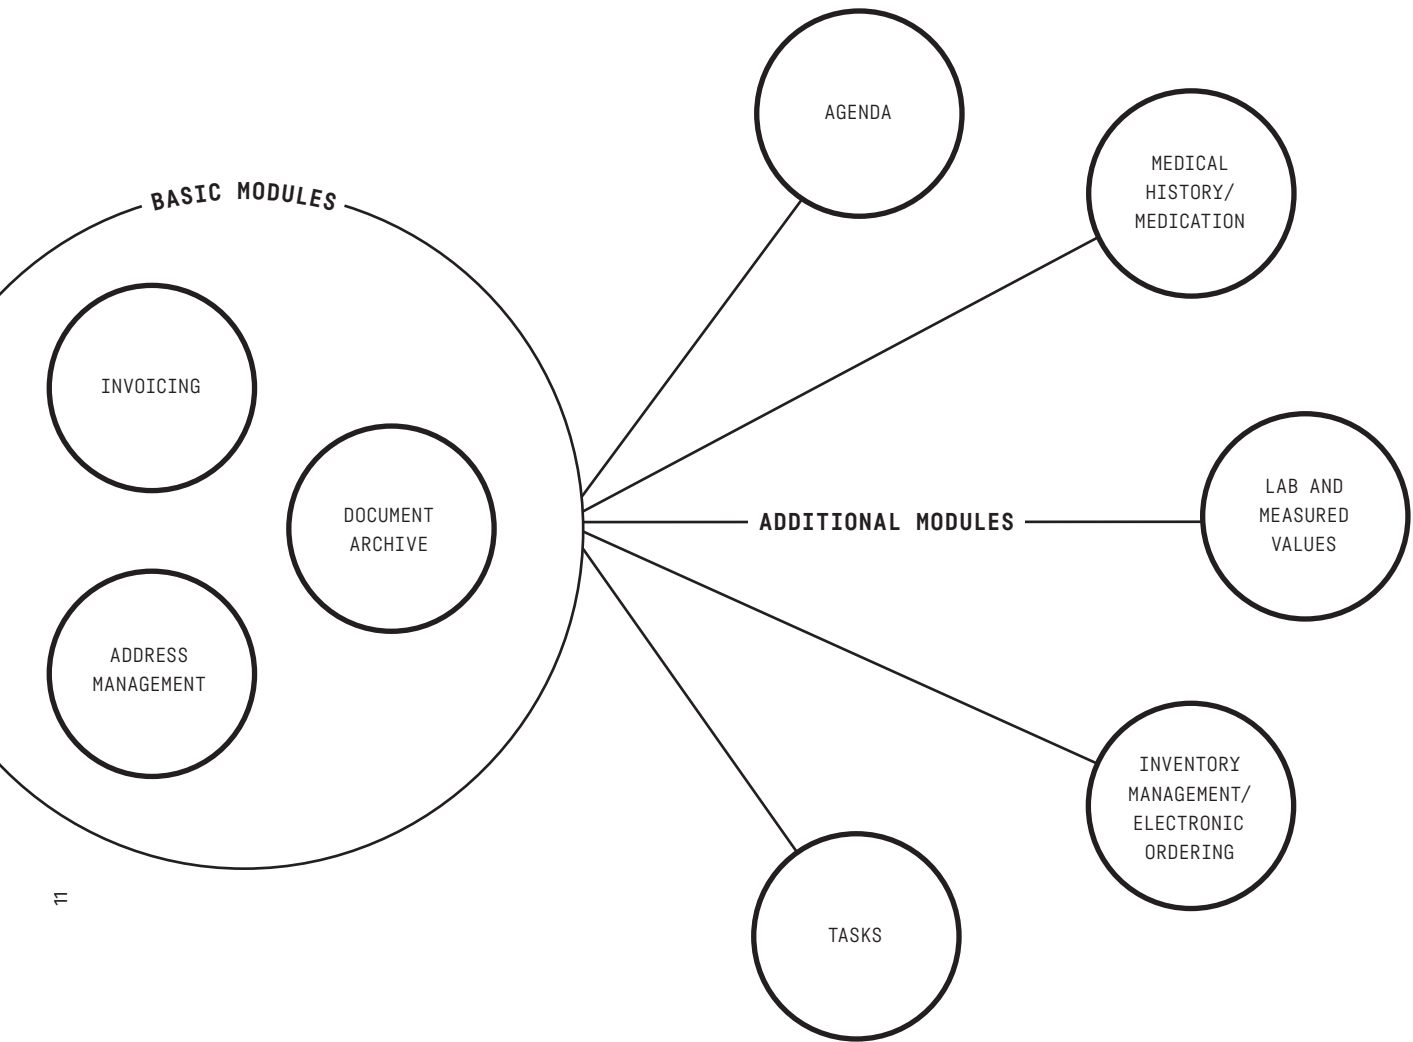 BASIC MODULES
INVOICING
DOCUMENT
ARCHIVE
ADDRESS
MANAGEMENT
AGENDA
MEDICAL
HISTORY/
MEDICATION
ADDITIONAL MODULES
LAB AND
MEASURED
VALUES
INVENTORY
MANAGEMENT/
ELECTRONIC
ORDERING
TASKS
11